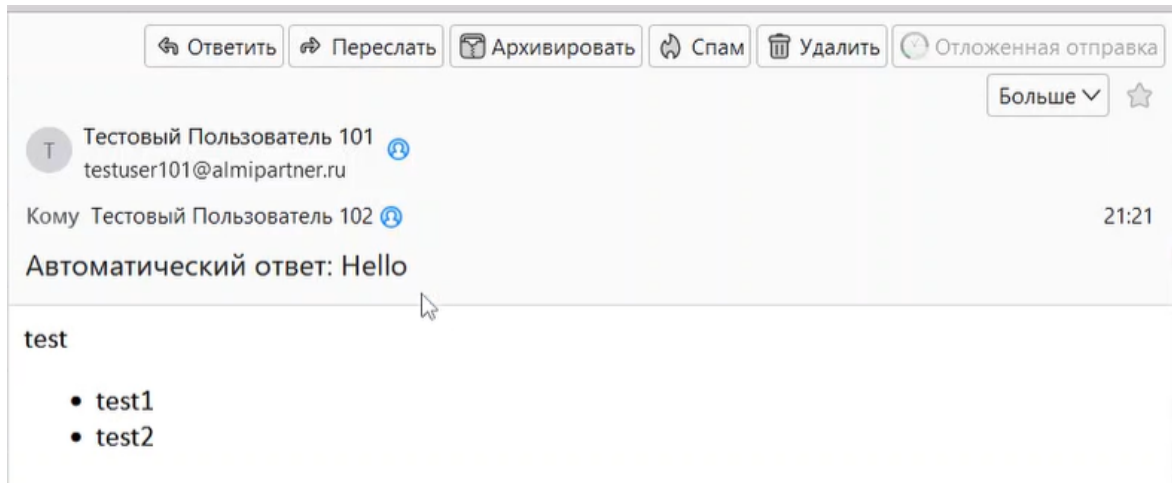 Ответить Переслать Архивировать Спам Удалить Отложенная отправка
Больше
Т
Тестовый Пользователь 101
testuser101@almipartner.ru
Кому Тестовый Пользователь 102 21:21
Автоматический ответ: Hello
test
• test1
• test2